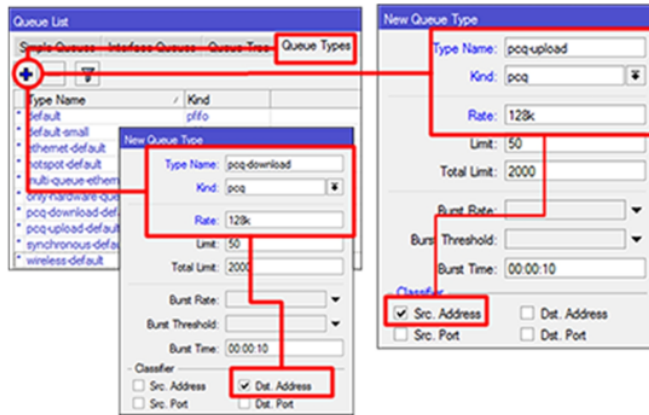 Queue List
Simple Queues Interface Queues Queue Tree Queue Types
Type Name / Kind
* default pfifo
* default-small
* ethernet-default
* hotspot-default
* multi-queue-ethern
* only-hardware-que
* pcq-download-def
* pcq-upload-default
* synchronous-defau
* wireless-default
New Queue Type
Type Name: pcq-download
Kind: pcq
Rate: 128k
Limit: 50
Total Limit: 2000
Burst Rate:
Burst Threshold:
Burst Time: 00:00:10
Classifier
Src. Address Dst. Address
Src. Port Dst. Port
New Queue Type
Type Name: pcq-upload
Kind: pcq
Rate: 128k
Limit: 50
Total Limit: 2000
Burst Rate:
Burst Threshold:
Burst Time: 00:00:10
Classifier
Src. Address Dst. Address
Src. Port Dst. Port